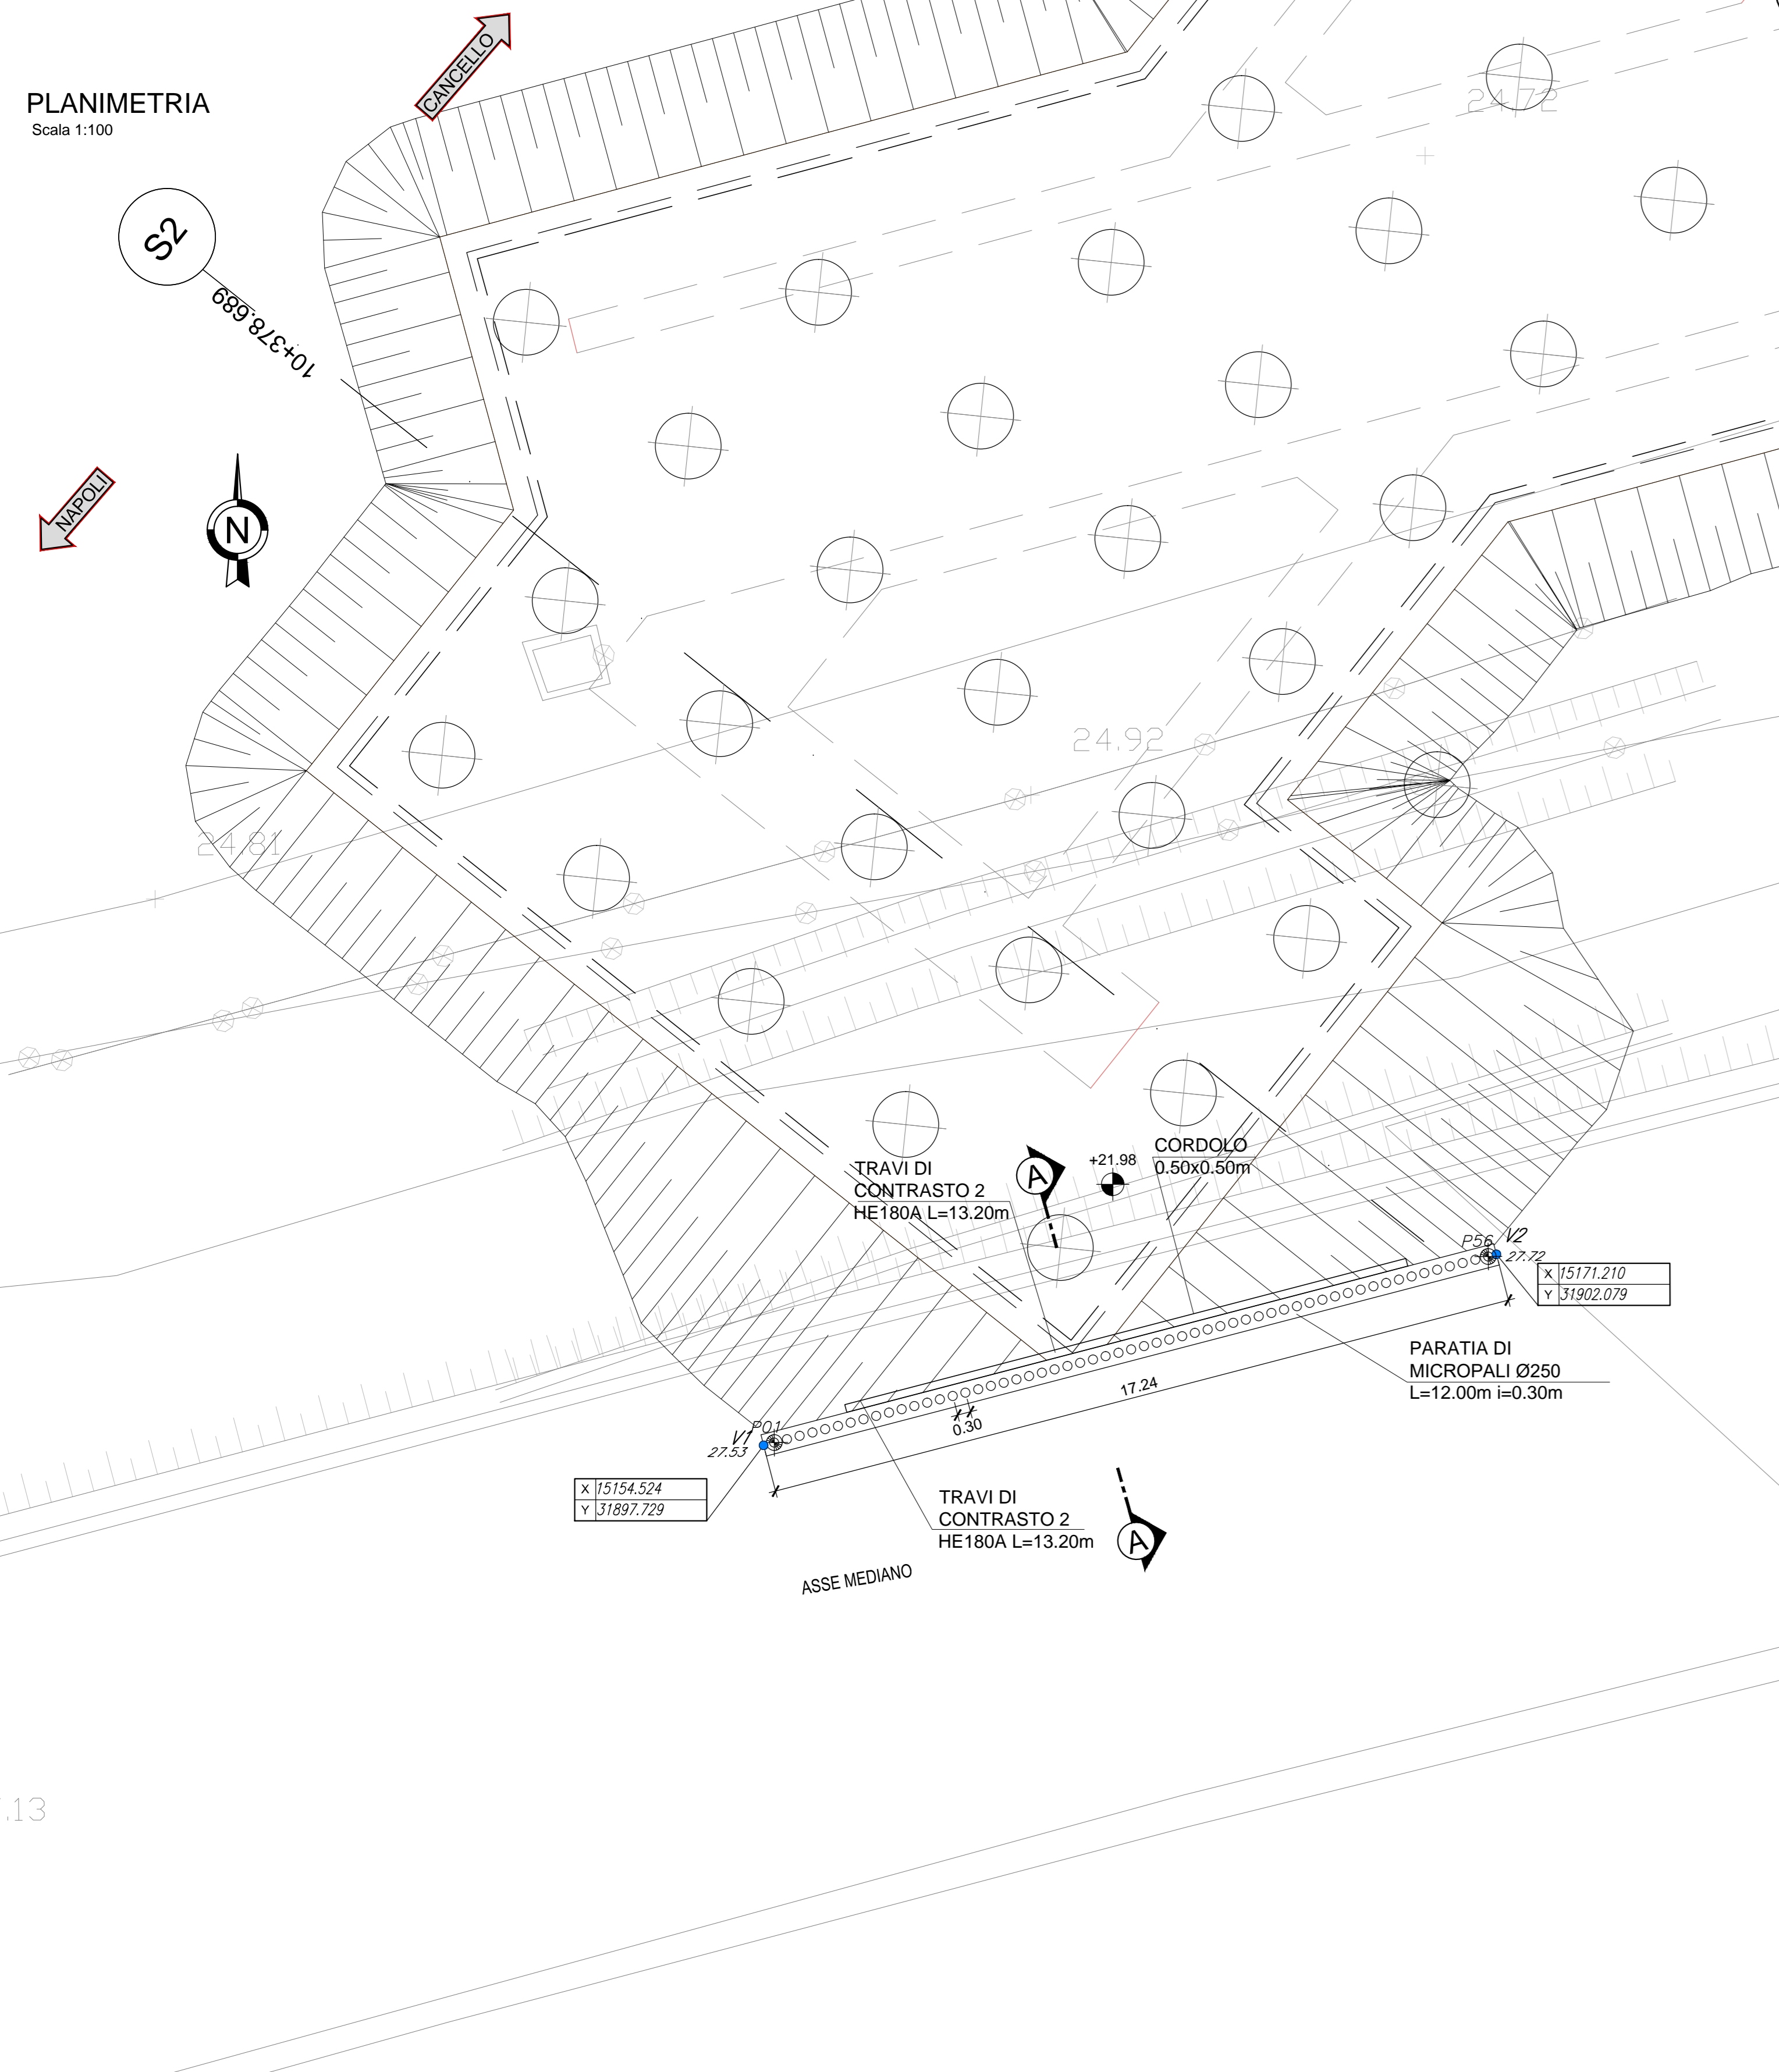 CANCELLO
PLANIMETRIA
Scala 1:100
24.72
S2
10+378.689
NAPOLI
N
24.92
24.81
TRAVI DI
CONTRASTO 2
HE180A L=13.20m
A
+21.98
CORDOLO
0.50x0.50m
P56
V2
27.72
X 15171.210
Y 31902.079
PARATIA DI
MICROPALI Ø250
L=12.00m i=0.30m
17.24
0.30
P01
V1
27.53
X 15154.524
Y 31897.729
TRAVI DI
CONTRASTO 2
HE180A L=13.20m
A
ASSE MEDIANO
.13